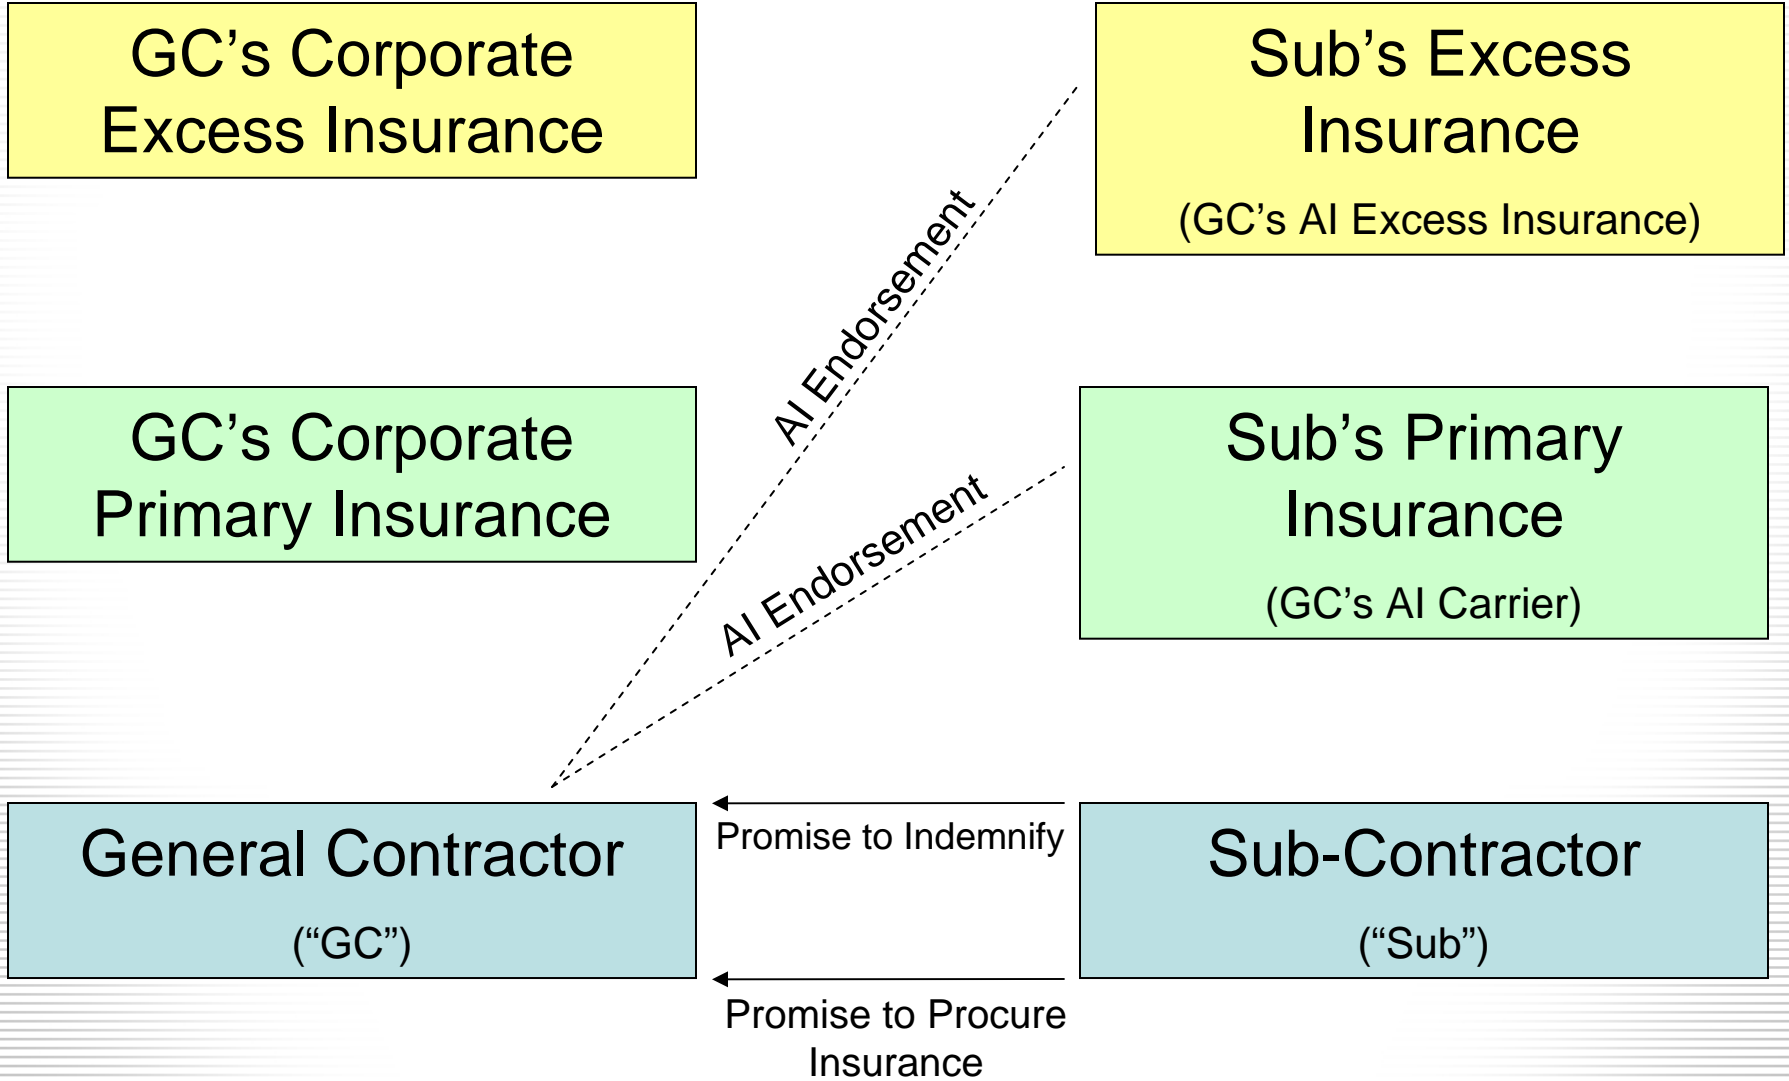 GC’s Corporate
Excess Insurance
Sub’s Excess
Insurance
(GC’s AI Excess Insurance)
AI Endorsement
GC’s Corporate
Primary Insurance
Sub’s Primary
Insurance
(GC’s AI Carrier)
AI Endorsement
General Contractor
(“GC”)
Promise to Indemnify
Sub-Contractor
(“Sub”)
Promise to Procure
Insurance